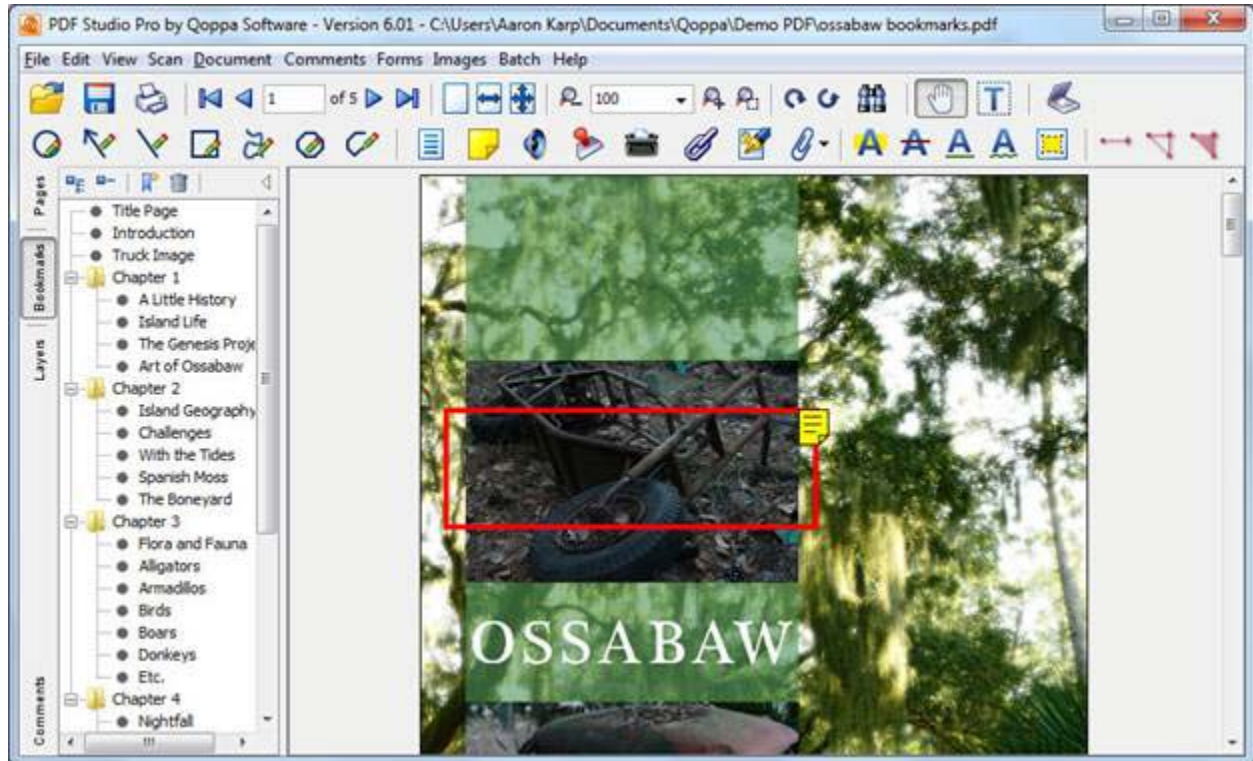 PDF Studio Pro by Qoppa Software - Version 6.01 - C:\Users\Aaron Karp\Documents\Qoppa\Demo PDF\ossabaw bookmarks.pdf
File Edit View Scan Document Comments Forms Images Batch Help
1 of 5 100 T
A A A A
Pages
Bookmarks
Layers
Comments
Title Page
Introduction
Truck Image
Chapter 1
A Little History
Island Life
The Genesis Proje
Art of Ossabaw
Chapter 2
Island Geography
Challenges
With the Tides
Spanish Moss
The Boneyard
Chapter 3
Flora and Fauna
Alligators
Armadillos
Birds
Boars
Donkeys
Etc.
Chapter 4
Nightfall
OSSABAW